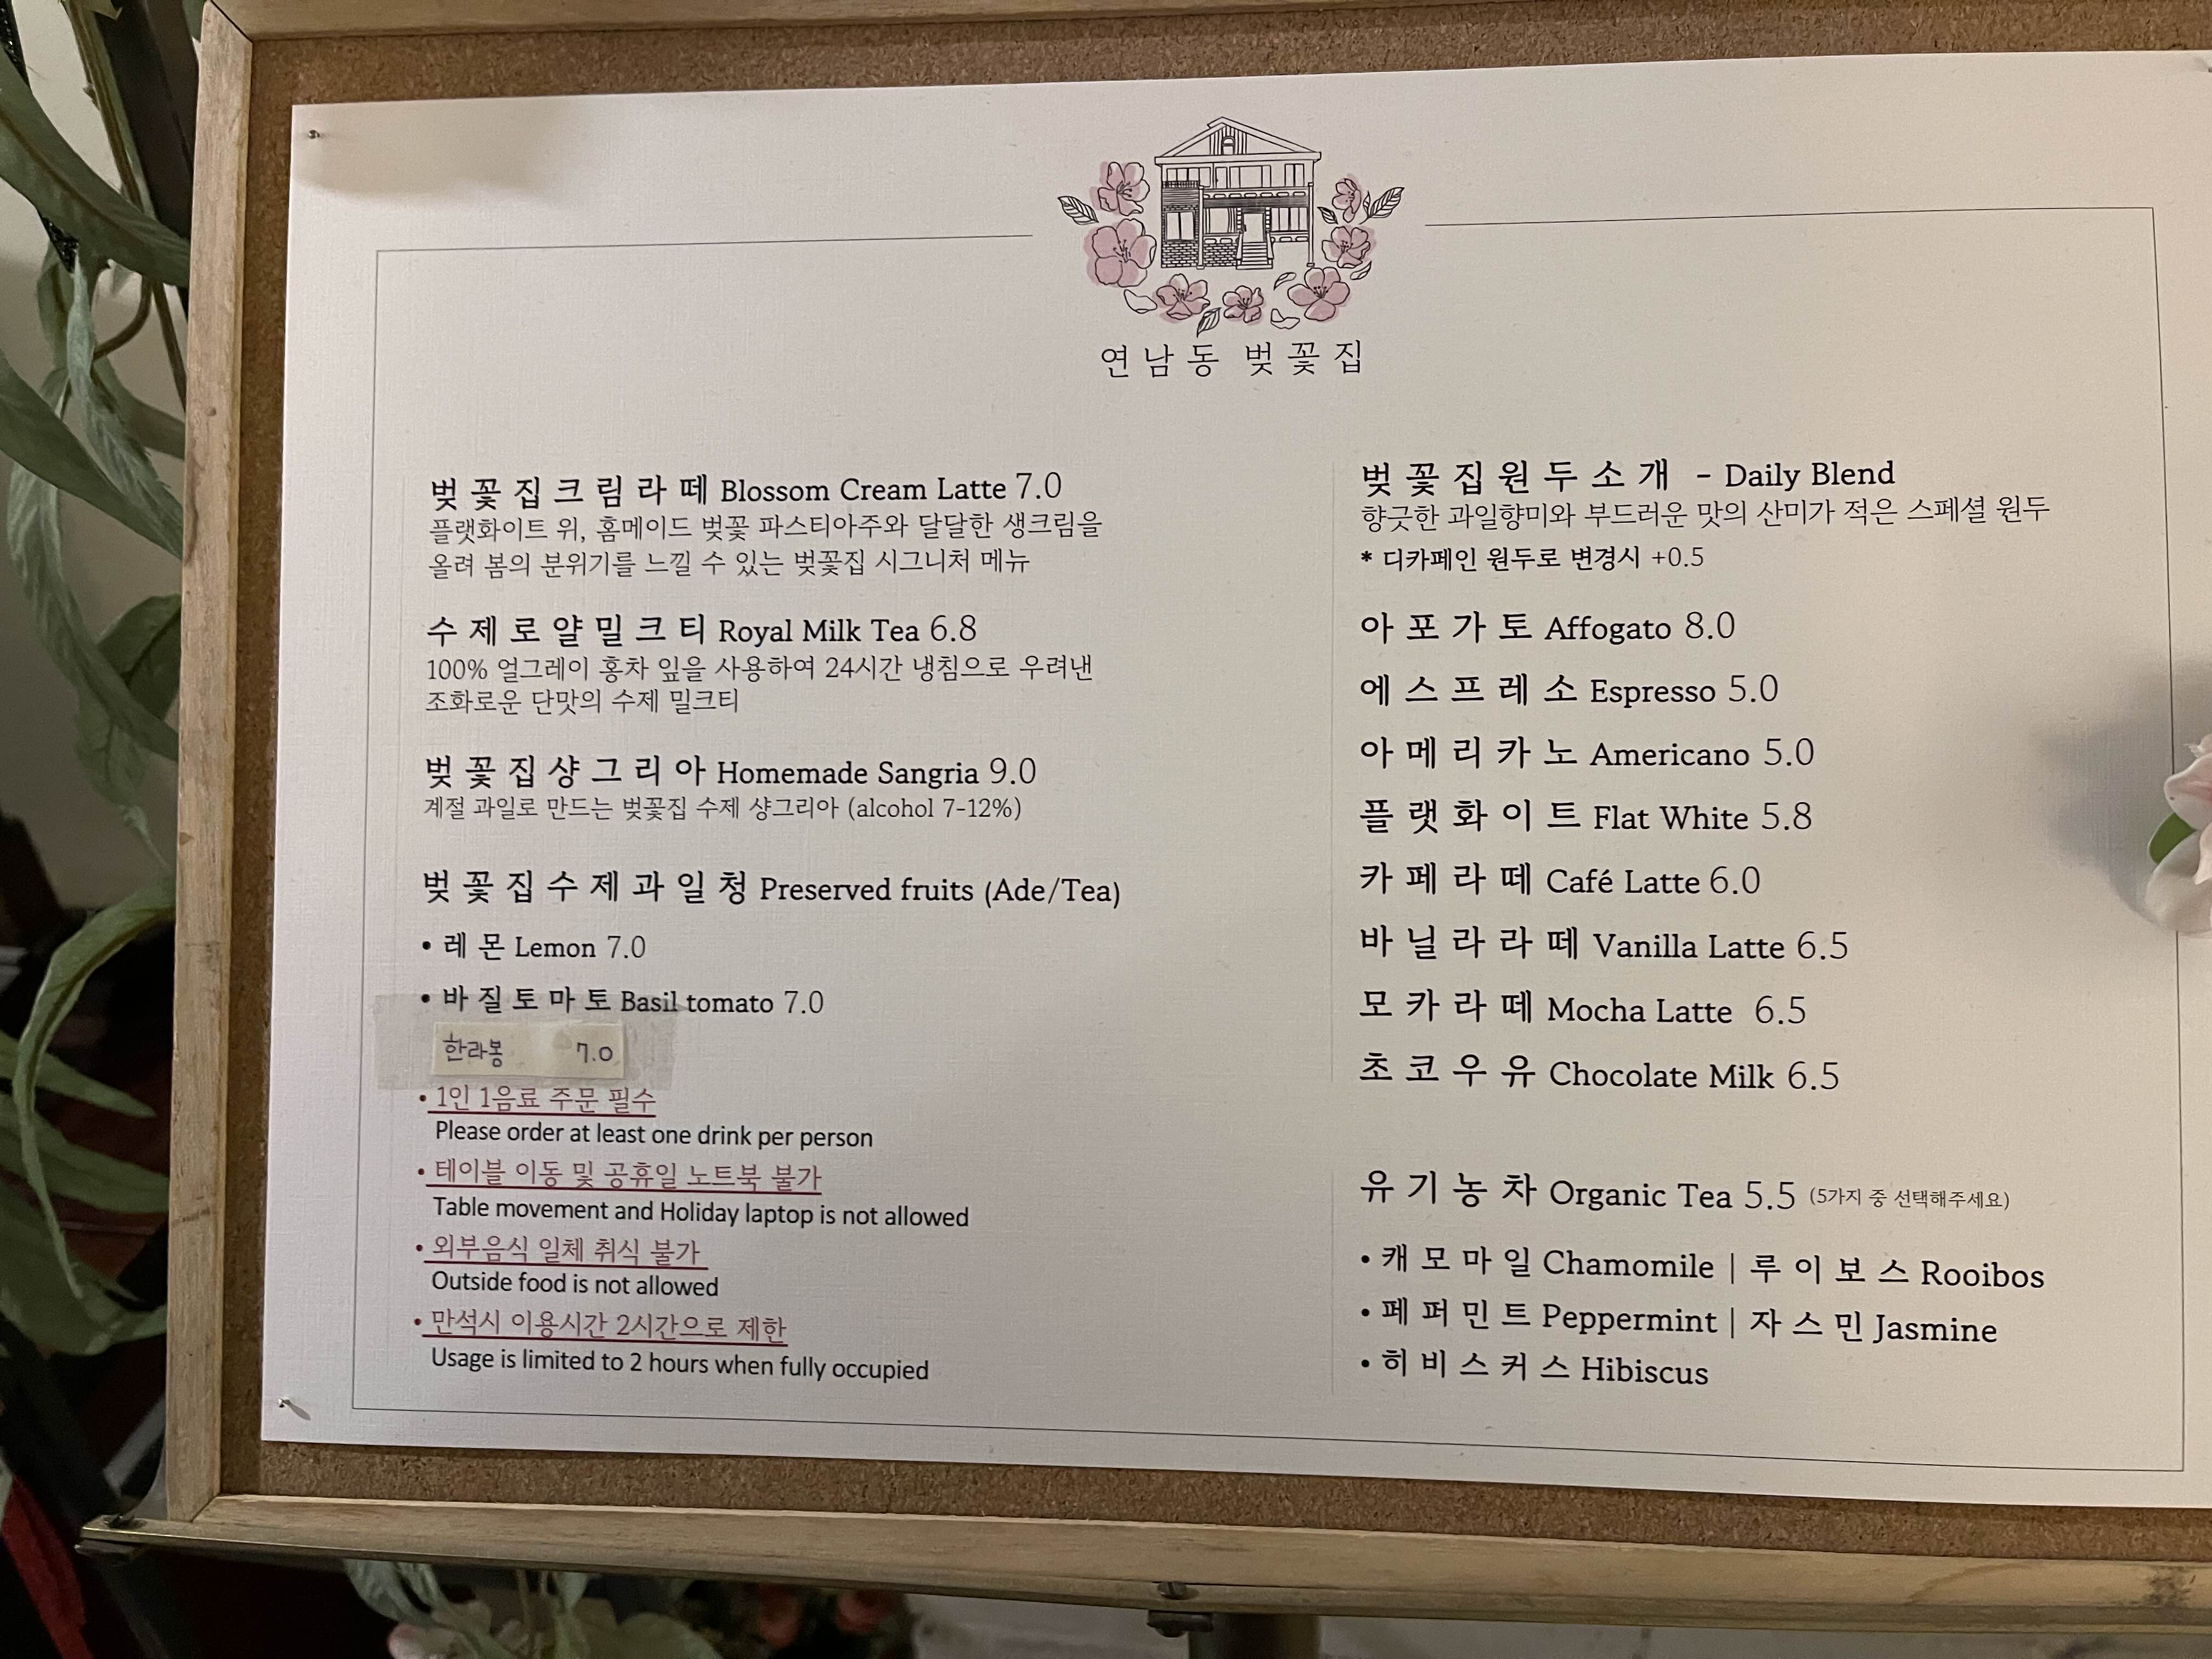 연남동 벚꽃집
벚꽃집크림라떼 Blossom Cream Latte 7.0
플랫화이트 위, 홈메이드 벚꽃 파스티아주와 달달한 생크림을
올려 봄의 분위기를 느낄 수 있는 벚꽃집 시그니처 메뉴
수제로얄밀크티 Royal Milk Tea 6.8
100% 얼그레이 홍차 잎을 사용하여 24시간 냉침으로 우려낸
조화로운 단맛의 수제 밀크티
벚꽃집샹그리아 Homemade Sangria 9.0
계절 과일로 만드는 벚꽃집 수제 샹그리아 (alcohol 7-12%)
벚꽃집수제과일청 Preserved fruits (Ade/Tea)
• 레몬 Lemon 7.0
• 바질토마토 Basil tomato 7.0
한라봉 7.0
• 1인 1음료 주문 필수
Please order at least one drink per person
• 테이블 이동 및 공휴일 노트북 불가
Table movement and Holiday laptop is not allowed
• 외부음식 일체 취식 불가
Outside food is not allowed
• 만석시 이용시간 2시간으로 제한
Usage is limited to 2 hours when fully occupied
벚꽃집원두소개 - Daily Blend
향긋한 과일향미와 부드러운 맛의 산미가 적은 스페셜 원두
* 디카페인 원두로 변경시 +0.5
아포가토 Affogato 8.0
에스프레소 Espresso 5.0
아메리카노 Americano 5.0
플랫화이트 Flat White 5.8
카페라떼 Café Latte 6.0
바닐라라떼 Vanilla Latte 6.5
모카라떼 Mocha Latte 6.5
초코우유 Chocolate Milk 6.5
유기농차 Organic Tea 5.5 (5가지 중 선택해주세요)
• 캐모마일 Chamomile | 루이보스 Rooibos
• 페퍼민트 Peppermint | 자스민 Jasmine
• 히비스커스 Hibiscus